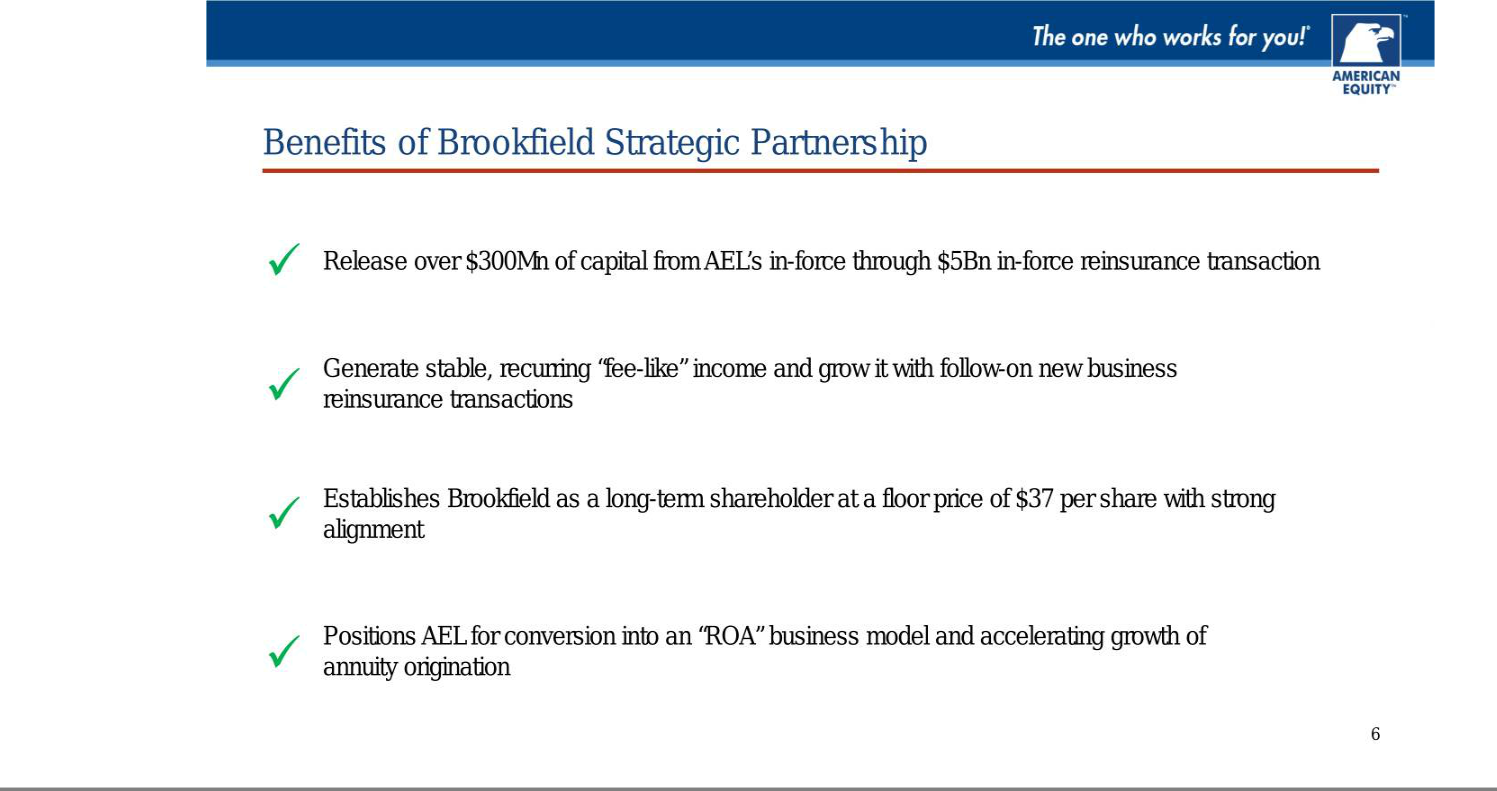 The one who works for you!®
AMERICAN
EQUITY™
Benefits of Brookfield Strategic Partnership
✓ Release over $300Mn of capital from AEL’s in-force through $5Bn in-force reinsurance transaction
✓ Generate stable, recurring “fee-like” income and grow it with follow-on new business
reinsurance transactions
✓ Establishes Brookfield as a long-term shareholder at a floor price of $37 per share with strong
alignment
✓ Positions AEL for conversion into an “ROA” business model and accelerating growth of
annuity origination
6